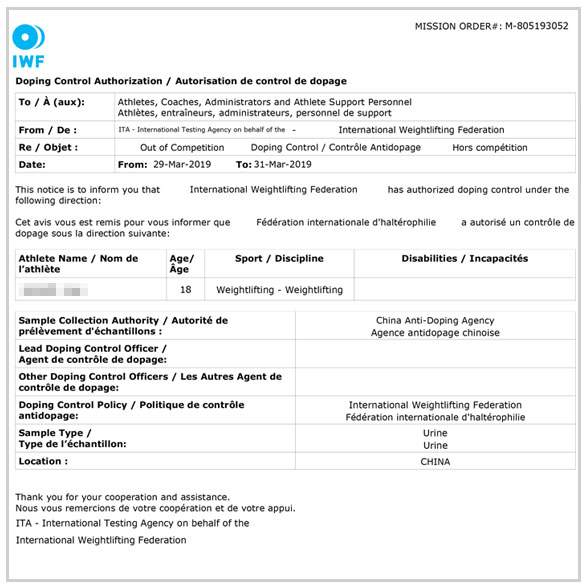 MISSION ORDER#: M-805193052
IWF
Doping Control Authorization / Autorisation de control de dopage
To / À (aux): Athletes, Coaches, Administrators and Athlete Support Personnel
Athlètes, entraîneurs, administrateurs, personnel de support
From / De : ITA - International Testing Agency on behalf of the - International Weightlifting Federation
Re / Objet : Out of Competition Doping Control / Contrôle Antidopage Hors compétition
Date: From: 29-Mar-2019 To: 31-Mar-2019
This notice is to inform you that International Weightlifting Federation has authorized doping control under the
following direction:
Cet avis vous est remis pour vous informer que Fédération internationale d'haltérophilie a autorisé un contrôle de
dopage sous la direction suivante:
Athlete Name / Nom de Age/ Sport / Discipline Disabilities / Incapacités
l’athlète Âge
18 Weightlifting - Weightlifting
Sample Collection Authority / Autorité de China Anti-Doping Agency
prélèvement d'échantillons : Agence antidopage chinoise
Lead Doping Control Officer /
Agent de contrôle de dopage:
Other Doping Control Officers / Les Autres Agent de
contrôle de dopage:
Doping Control Policy / Politique de contrôle International Weightlifting Federation
antidopage: Fédération internationale d'haltérophilie
Sample Type / Urine
Type de l’échantillon: Urine
Location : CHINA
Thank you for your cooperation and assistance.
Nous vous remercions de votre coopération et de votre appui.
ITA - International Testing Agency on behalf of the
International Weightlifting Federation